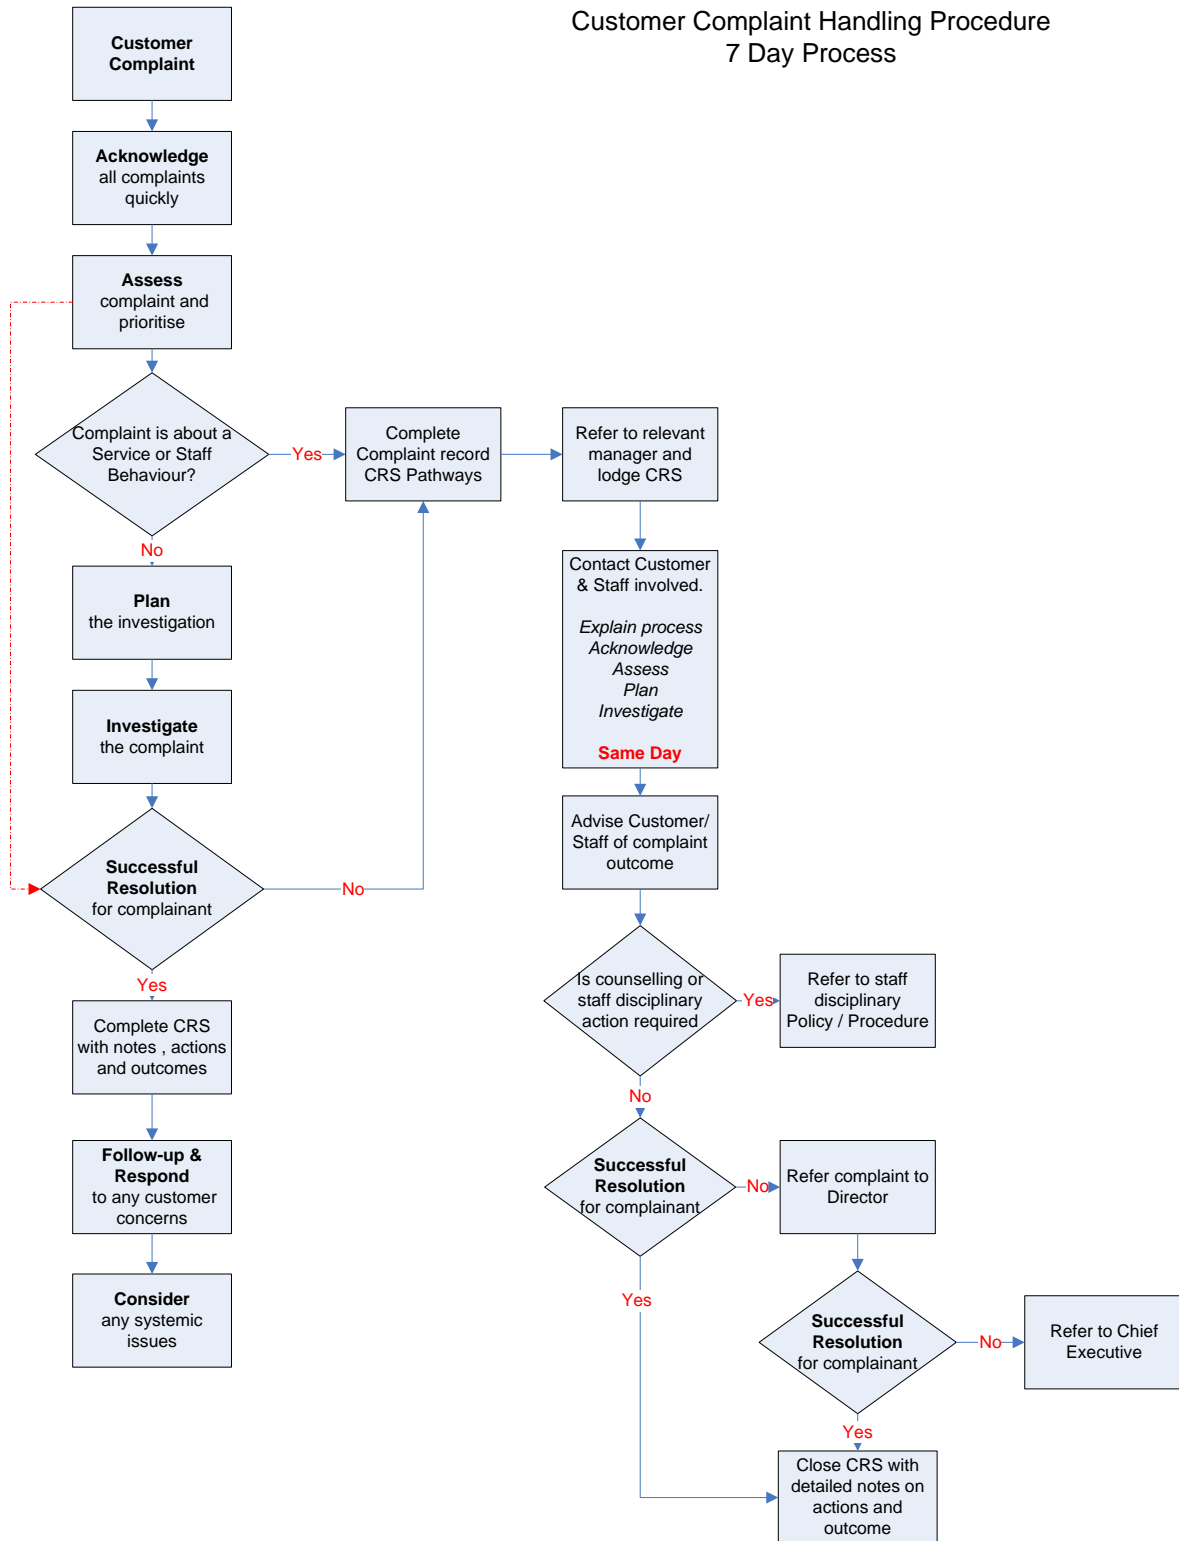 Customer Complaint Handling Procedure
7 Day Process
Customer
Complaint
Acknowledge
all complaints
quickly
Assess
complaint and
prioritise
Complaint is about a
Service or Staff
Behaviour?
Yes
No
Complete
Complaint record
CRS Pathways
Refer to relevant
manager and
lodge CRS
Plan
the investigation
Investigate
the complaint
Successful
Resolution
for complainant
No
Yes
Complete CRS
with notes , actions
and outcomes
Follow-up &
Respond
to any customer
concerns
Consider
any systemic
issues
Contact Customer
& Staff involved.
Explain process
Acknowledge
Assess
Plan
Investigate
Same Day
Advise Customer/
Staff of complaint
outcome
Is counselling or
staff disciplinary
action required
Yes
Refer to staff
disciplinary
Policy / Procedure
No
Successful
Resolution
for complainant
No
Refer complaint to
Director
Yes
Successful
Resolution
for complainant
No
Refer to Chief
Executive
Yes
Close CRS with
detailed notes on
actions and
outcome